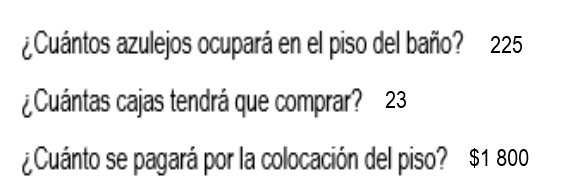 ¿Cuántos azulejos ocupará en el piso del baño? 225
¿Cuántas cajas tendrá que comprar? 23
¿Cuánto se pagará por la colocación del piso? $1 800